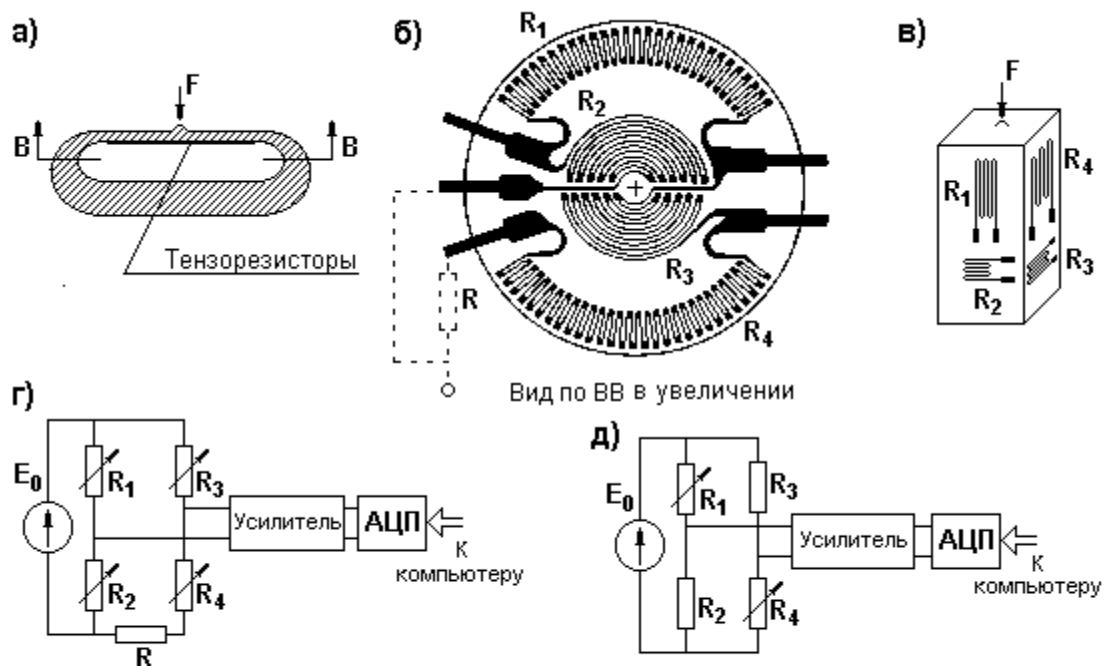 а)
F
В
В
Тензорезисторы
б)
R1
R2
R3
R4
R
Вид по ВВ в увеличении
в)
F
R1
R4
R3
R2
г)
E0
R1
R3
R2
R4
R
Усилитель
АЦП
К
компьютеру
д)
E0
R1
R3
R2
R4
Усилитель
АЦП
К
компьютеру